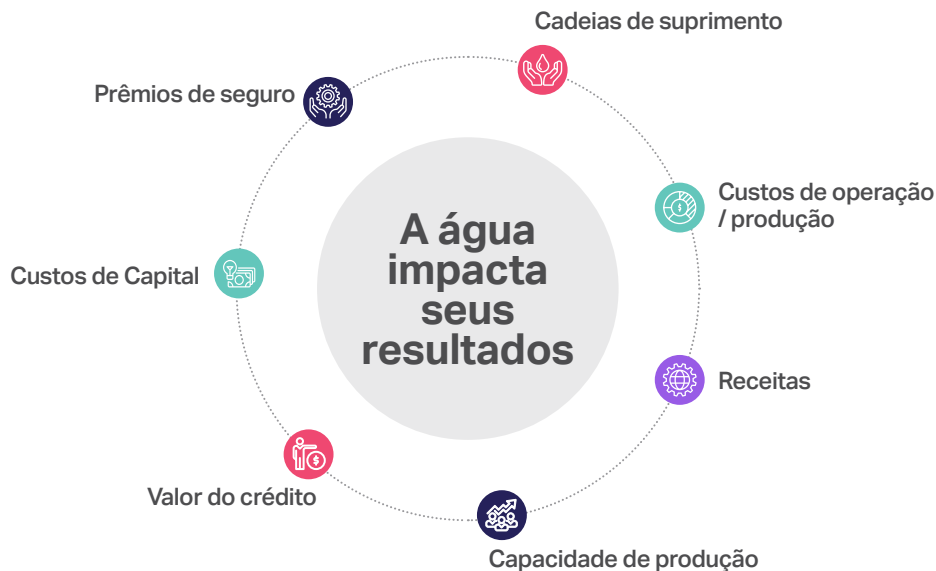 Cadeias de suprimento
Prêmios de seguro
Custos de operação
/ produção
A água
impacta
seus
resultados
Custos de Capital
Receitas
Valor do crédito
Capacidade de produção